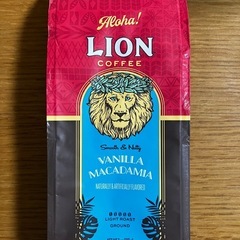 Aloha!
LION
COFFEE
Smooth & Nutty
VANILLA
MACADAMIA
NATURALLY & ARTIFICIALLY FLAVORED
LIGHT ROAST
GROUND